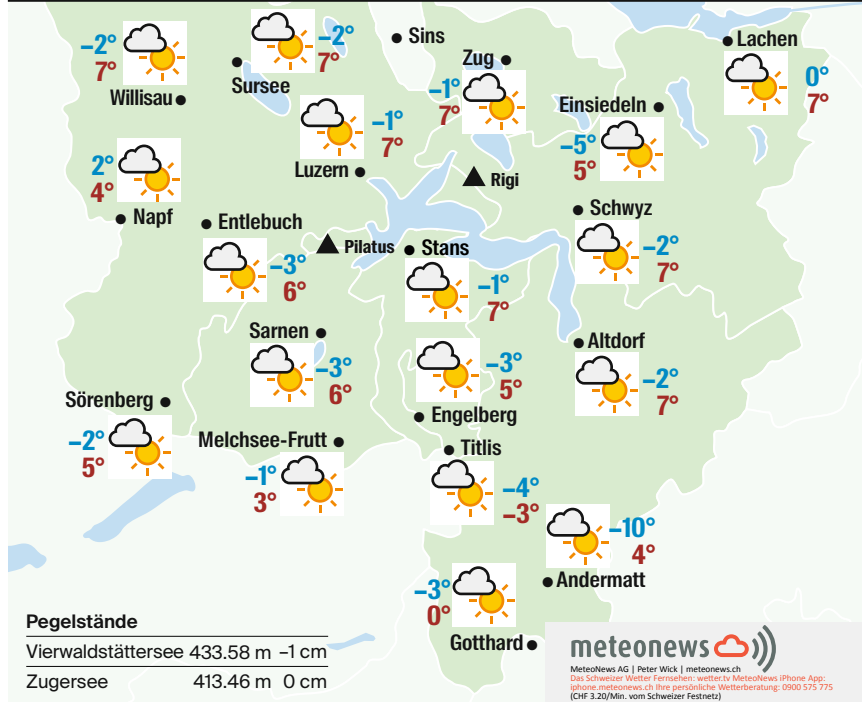 Sins
Lachen
–2°
7°
Willisau
–2°
7°
Sursee
Zug
–1°
7°
0°
7°
Einsiedeln
–5°
5°
–1°
7°
Luzern
2°
4°
Napf
Rigi
Schwyz
–2°
7°
Entlebuch
–3°
6°
Pilatus
Stans
–1°
7°
Sarnen
–3°
6°
–3°
5°
Engelberg
Altdorf
–2°
7°
Sörenberg
–2°
5°
Melchsee-Frutt
–1°
3°
Titlis
–4°
–3°
–10°
4°
Andermatt
–3°
0°
Gotthard
Pegelstände
Vierwaldstättersee 433.58 m –1 cm
Zugersee 413.46 m 0 cm
meteonews
MeteoNews AG | Peter Wick | meteonews.ch
Das Schweizer Wetter Fernsehen: wetter.tv MeteoNews iPhone App:
iphone.meteonews.ch Ihre persönliche Wetterberatung: 0900 575 775
(CHF 3.20/Min. vom Schweizer Festnetz)